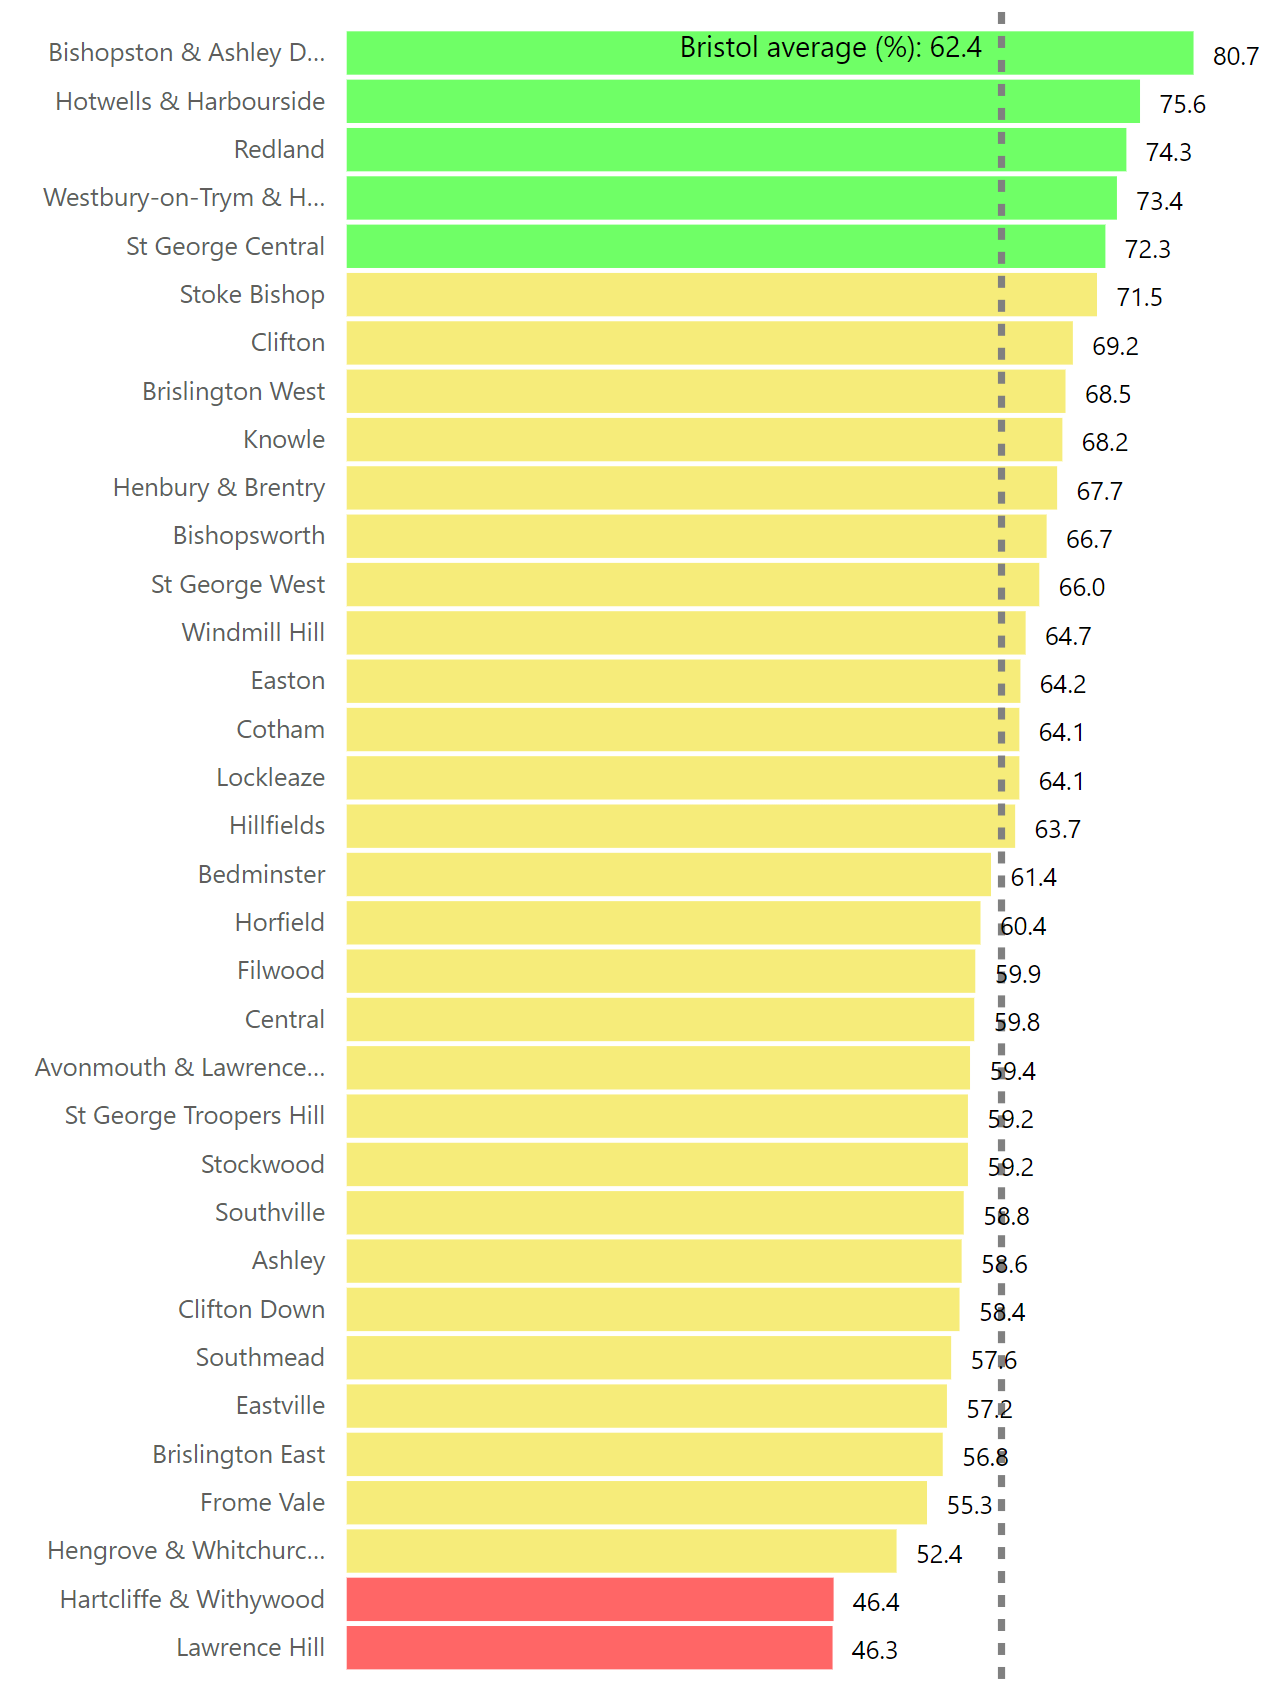 Bristol average (%): 62.4
Bishopston & Ashley D... 80.7
Hotwells & Harbourside 75.6
Redland 74.3
Westbury-on-Trym & H... 73.4
St George Central 72.3
Stoke Bishop 71.5
Clifton 69.2
Brislington West 68.5
Knowle 68.2
Henbury & Brentry 67.7
Bishopsworth 66.7
St George West 66.0
Windmill Hill 64.7
Easton 64.2
Cotham 64.1
Lockleaze 64.1
Hillfields 63.7
Bedminster 61.4
Horfield 60.4
Filwood 59.9
Central 59.8
Avonmouth & Lawrence... 59.4
St George Troopers Hill 59.2
Stockwood 59.2
Southville 58.8
Ashley 58.6
Clifton Down 58.4
Southmead 57.6
Eastville 57.2
Brislington East 56.8
Frome Vale 55.3
Hengrove & Whitchurc... 52.4
Hartcliffe & Withywood 46.4
Lawrence Hill 46.3